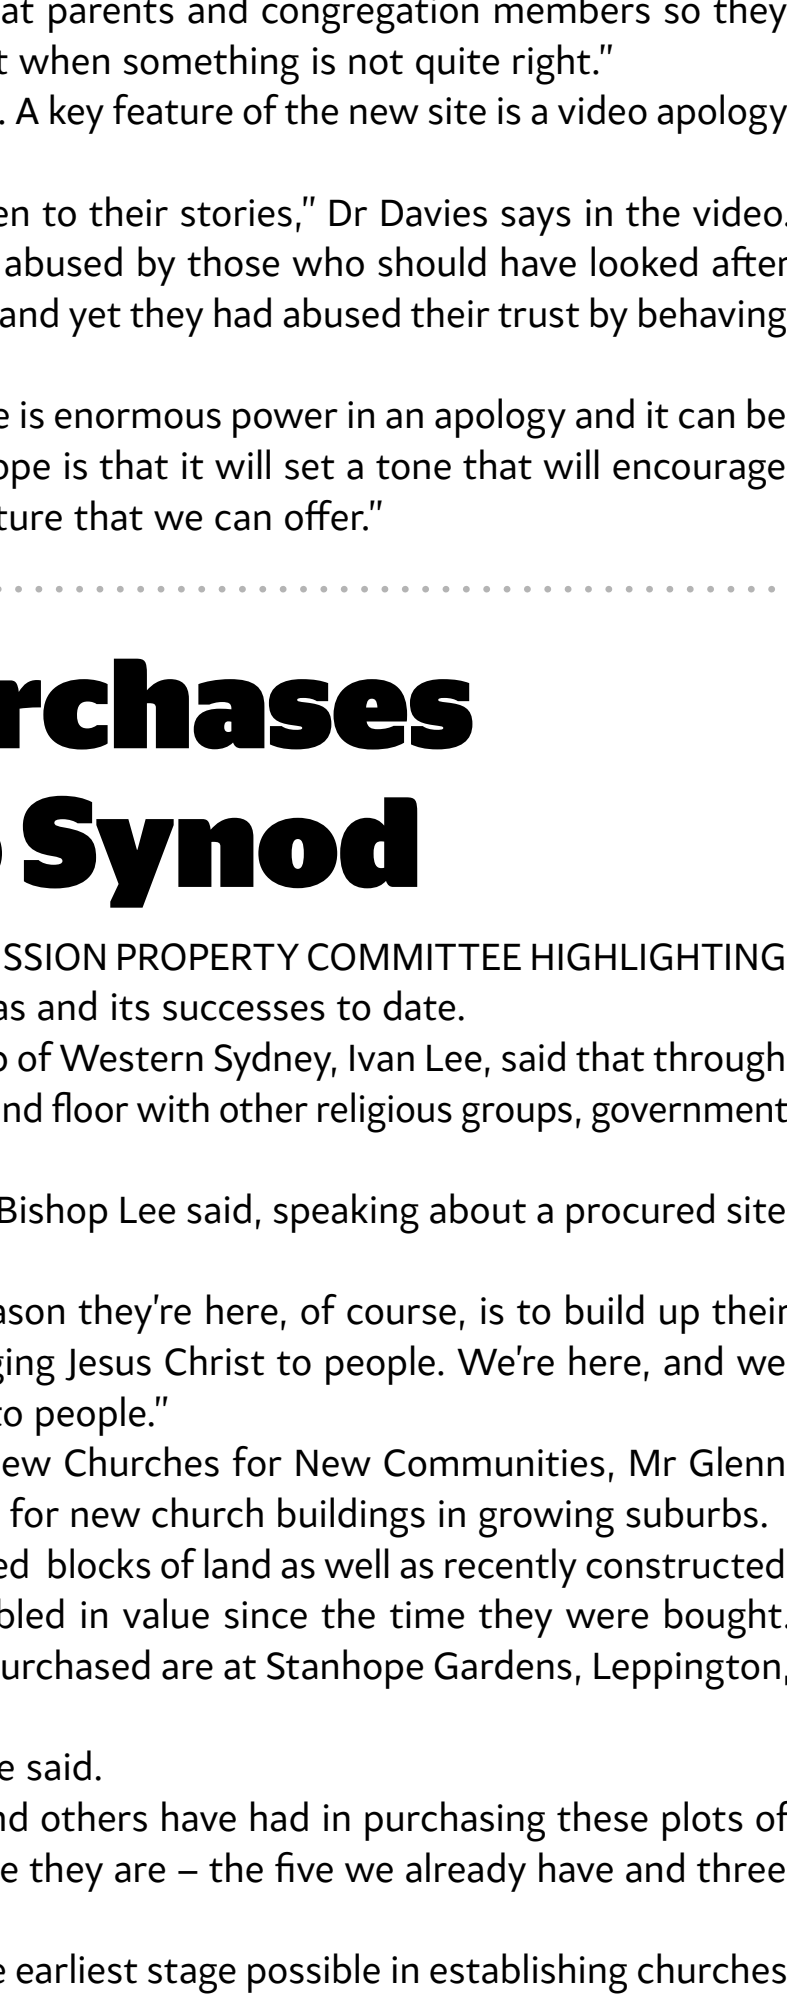 at parents and congregation members so they
t when something is not quite right.”
. A key feature of the new site is a video apology
en to their stories,” Dr Davies says in the video.
abused by those who should have looked after
and yet they had abused their trust by behaving
e is enormous power in an apology and it can be
ope is that it will set a tone that will encourage
ture that we can offer.”
rchases
Synod
SSION PROPERTY COMMITTEE HIGHLIGHTING
as and its successes to date.
p of Western Sydney, Ivan Lee, said that through
nd floor with other religious groups, government
Bishop Lee said, speaking about a procured site
ason they’re here, of course, is to build up their
ging Jesus Christ to people. We’re here, and we
to people.”
ew Churches for New Communities, Mr Glenn
for new church buildings in growing suburbs.
ed blocks of land as well as recently constructed
bled in value since the time they were bought.
urchased are at Stanhope Gardens, Leppington,
e said.
nd others have had in purchasing these plots of
e they are – the five we already have and three
e earliest stage possible in establishing churches